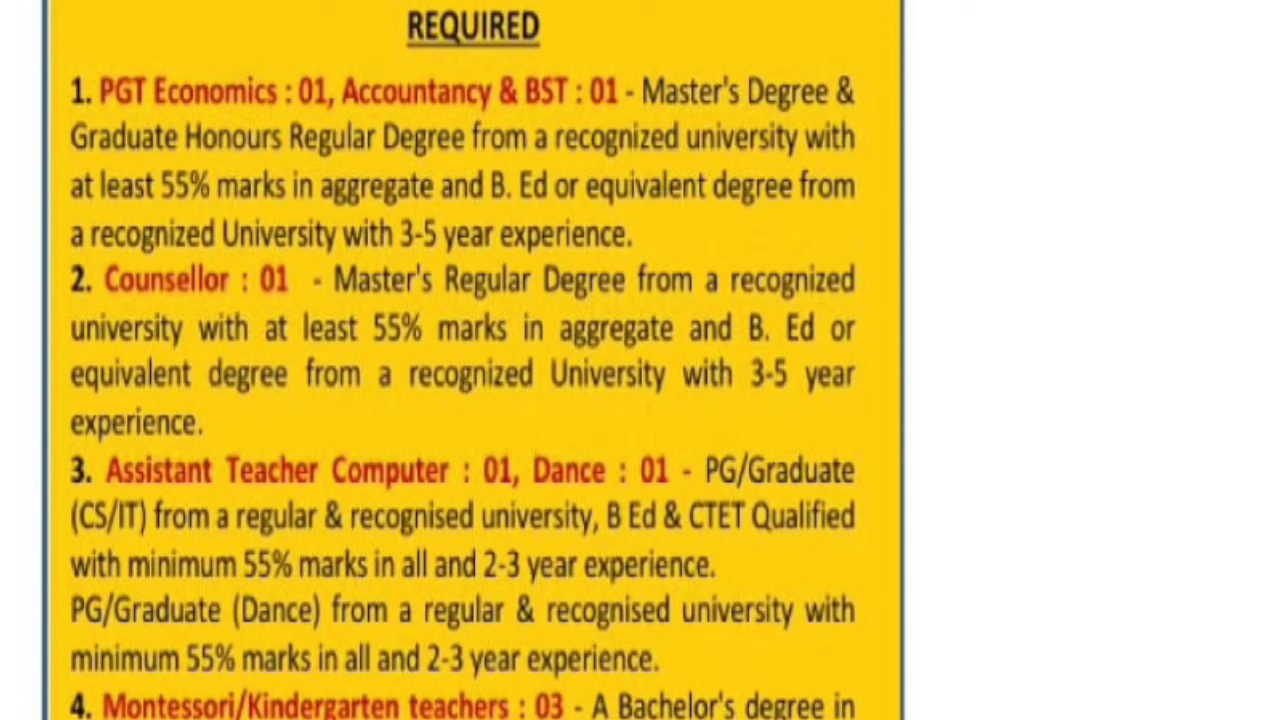 REQUIRED
1. PGT Economics : 01, Accountancy & BST : 01 - Master's Degree &
Graduate Honours Regular Degree from a recognized university with
at least 55% marks in aggregate and B. Ed or equivalent degree from
a recognized University with 3-5 year experience.
2. Counsellor : 01 - Master's Regular Degree from a recognized
university with at least 55% marks in aggregate and B. Ed or
equivalent degree from a recognized University with 3-5 year
experience.
3. Assistant Teacher Computer : 01, Dance : 01 - PG/Graduate
(CS/IT) from a regular & recognised university, B Ed & CTET Qualified
with minimum 55% marks in all and 2-3 year experience.
PG/Graduate (Dance) from a regular & recognised university with
minimum 55% marks in all and 2-3 year experience.
4. Montessori/Kindergarten teachers : 03 - A Bachelor's degree in